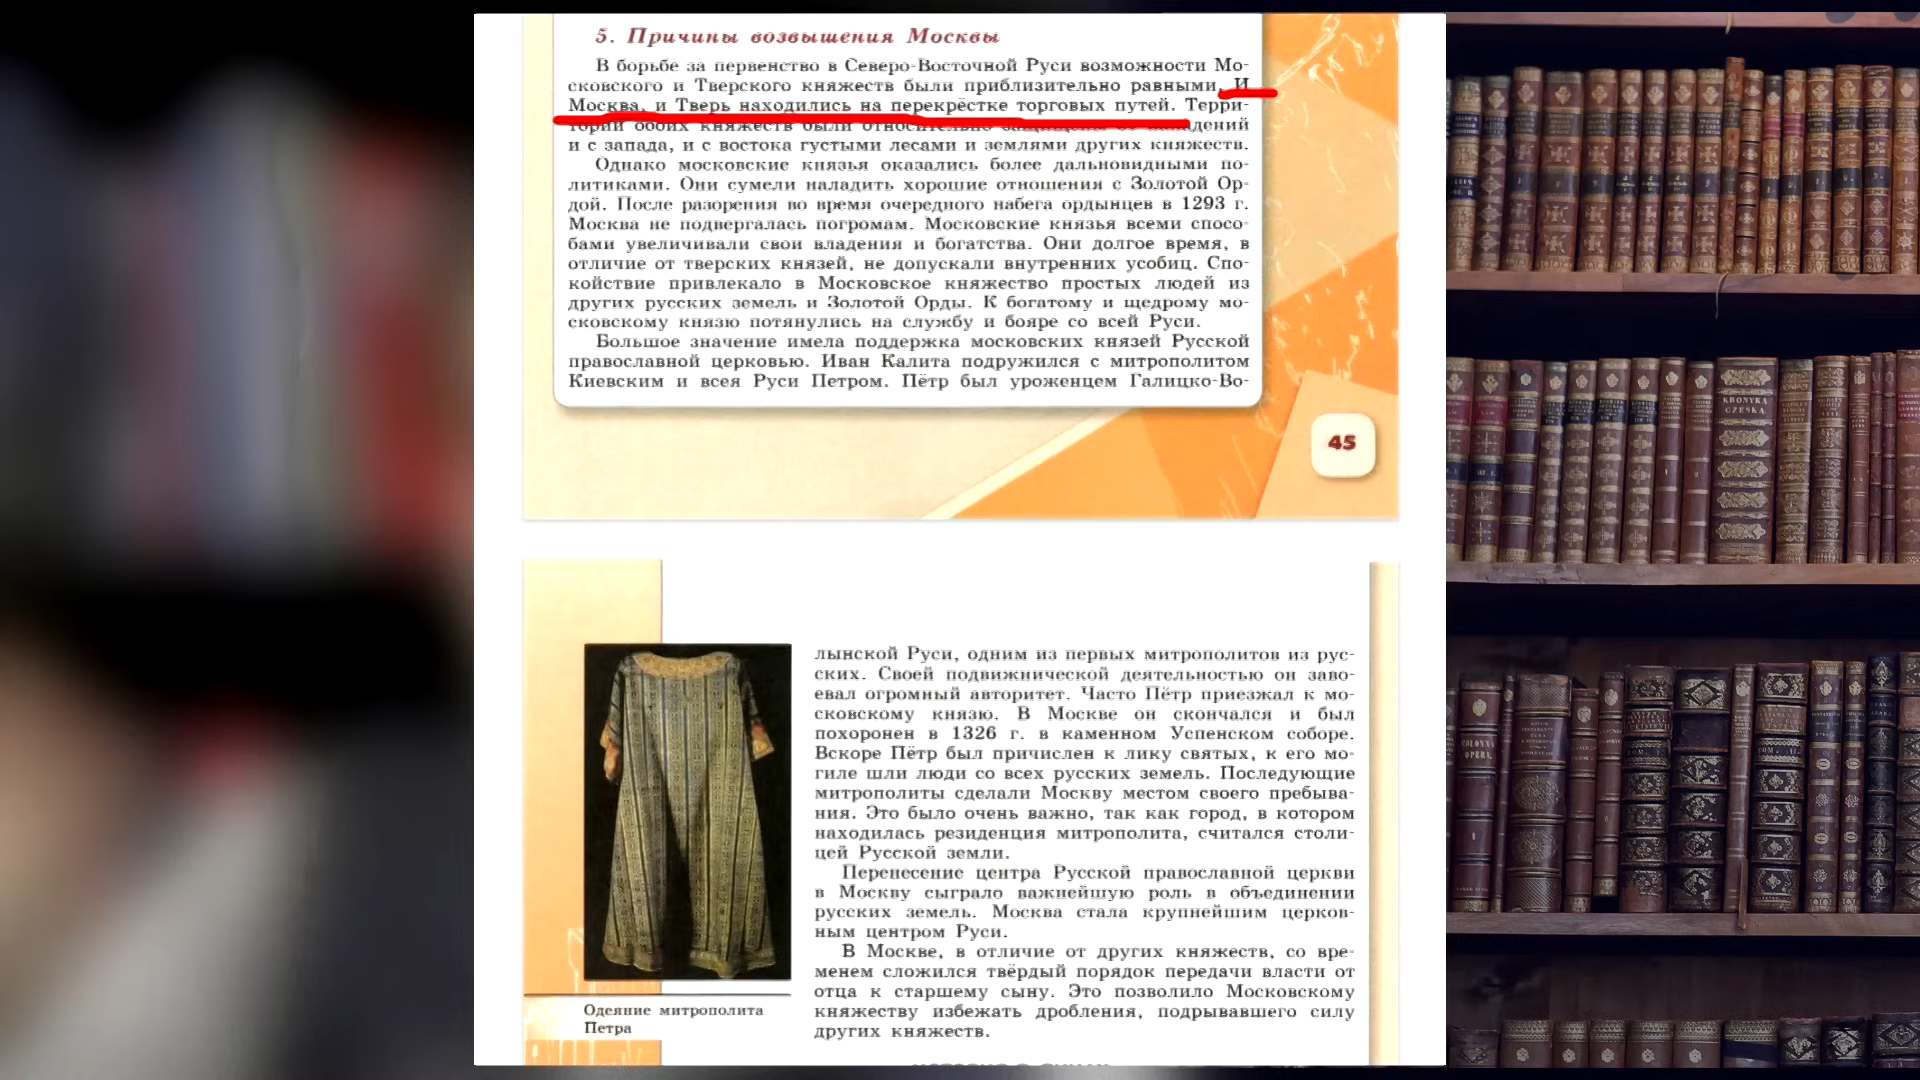 5. Причины возвышения Москвы
В борьбе за первенство в Северо-Восточной Руси возможности Мо-
сковского и Тверского княжеств были приблизительно равными. И
Москва, и Тверь находились на перекрёстке торговых путей. Терри-
тории обоих княжеств были относительно защищены от нападений
и с запада, и с востока густыми лесами и землями других княжеств.
Однако московские князья оказались более дальновидными по-
литиками. Они сумели наладить хорошие отношения с Золотой Ор-
дой. После разорения во время очередного набега ордынцев в 1293 г.
Москва не подвергалась погромам. Московские князья всеми спосо-
бами увеличивали свои владения и богатства. Они долгое время, в
отличие от тверских князей, не допускали внутренних усобиц. Спо-
койствие привлекало в Московское княжество простых людей из
других русских земель и Золотой Орды. К богатому и щедрому мо-
сковскому князю потянулись на службу и бояре со всей Руси.
Большое значение имела поддержка московских князей Русской
православной церковью. Иван Калита подружился с митрополитом
Киевским и всея Руси Петром. Пётр был уроженцем Галицко-Во-
45
лынской Руси, одним из первых митрополитов из рус-
ских. Своей подвижнической деятельностью он заво-
евал огромный авторитет. Часто Пётр приезжал к мо-
сковскому князю. В Москве он скончался и был
похоронен в 1326 г. в каменном Успенском соборе.
Вскоре Пётр был причислен к лику святых, к его мо-
гиле шли люди со всех русских земель. Последующие
митрополиты сделали Москву местом своего пребыва-
ния. Это было очень важно, так как город, в котором
находилась резиденция митрополита, считался столи-
цей Русской земли.
Перенесение центра Русской православной церкви
в Москву сыграло важнейшую роль в объединении
русских земель. Москва стала крупнейшим церков-
ным центром Руси.
В Москве, в отличие от других княжеств, со вре-
менем сложился твёрдый порядок передачи власти от
отца к старшему сыну. Это позволило Московскому
княжеству избежать дробления, подрывавшего силу
других княжеств.
Одеяние митрополита
Петра
KRONYKA
CZESKA
COLONNA
OPERA